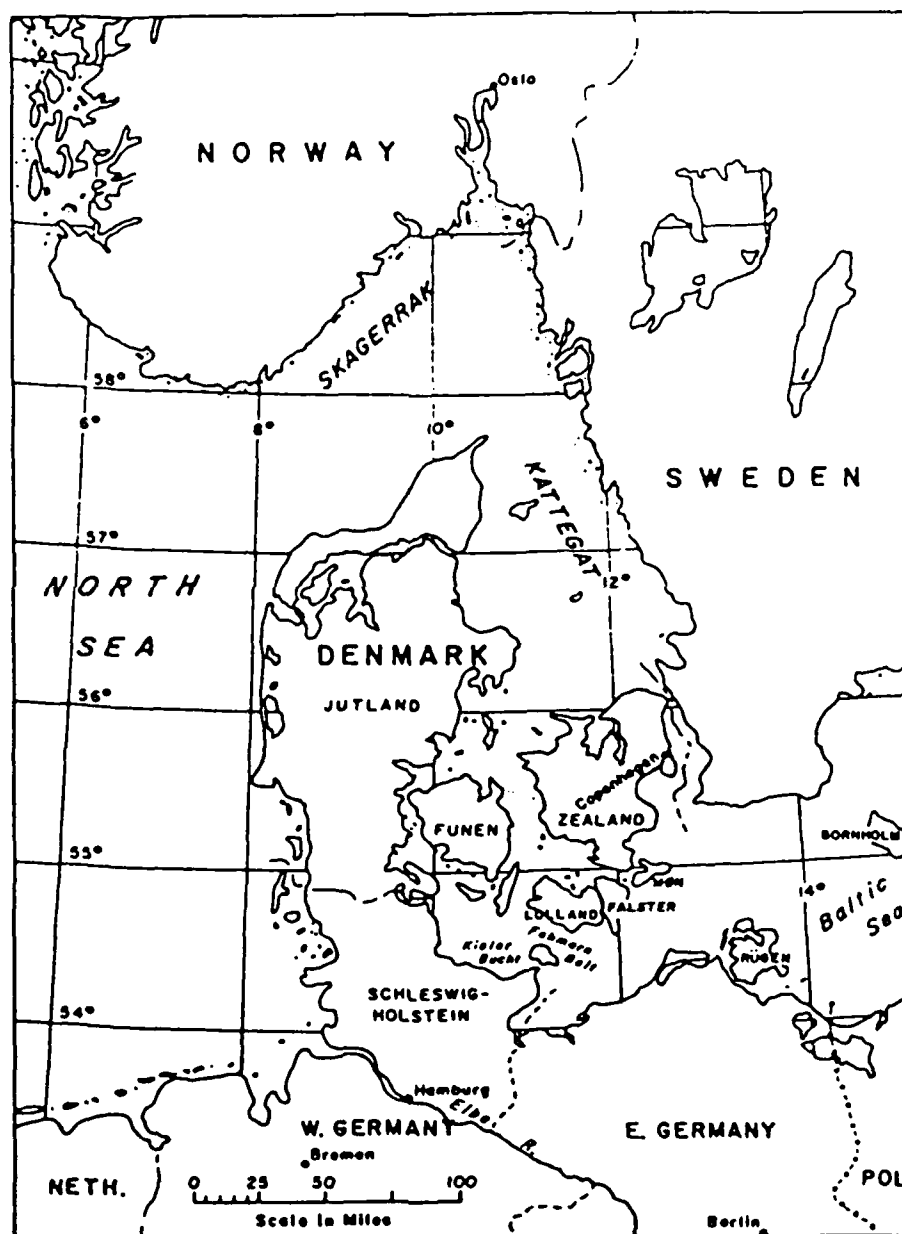 Oslo
NORWAY
SKAGERRAK
58°
6°
8°
10°
SWEDEN
KATTEGAT
57°
12°
NORTH
SEA
DENMARK
JUTLAND
56°
Copenhagen
ZEALAND
FUNEN
BORNHOLM
55°
MØN
14°
LOLLAND
FALSTER
Baltic
Sea
Kieler
Bucht
Fehmarn
Belt
RÜGEN
SCHLESWIG-
HOLSTEIN
54°
Hamburg
Elbe
R.
W. GERMANY
E. GERMANY
Bremen
NETH.
POL
0 25 50 100
Scale in Miles
Berlin